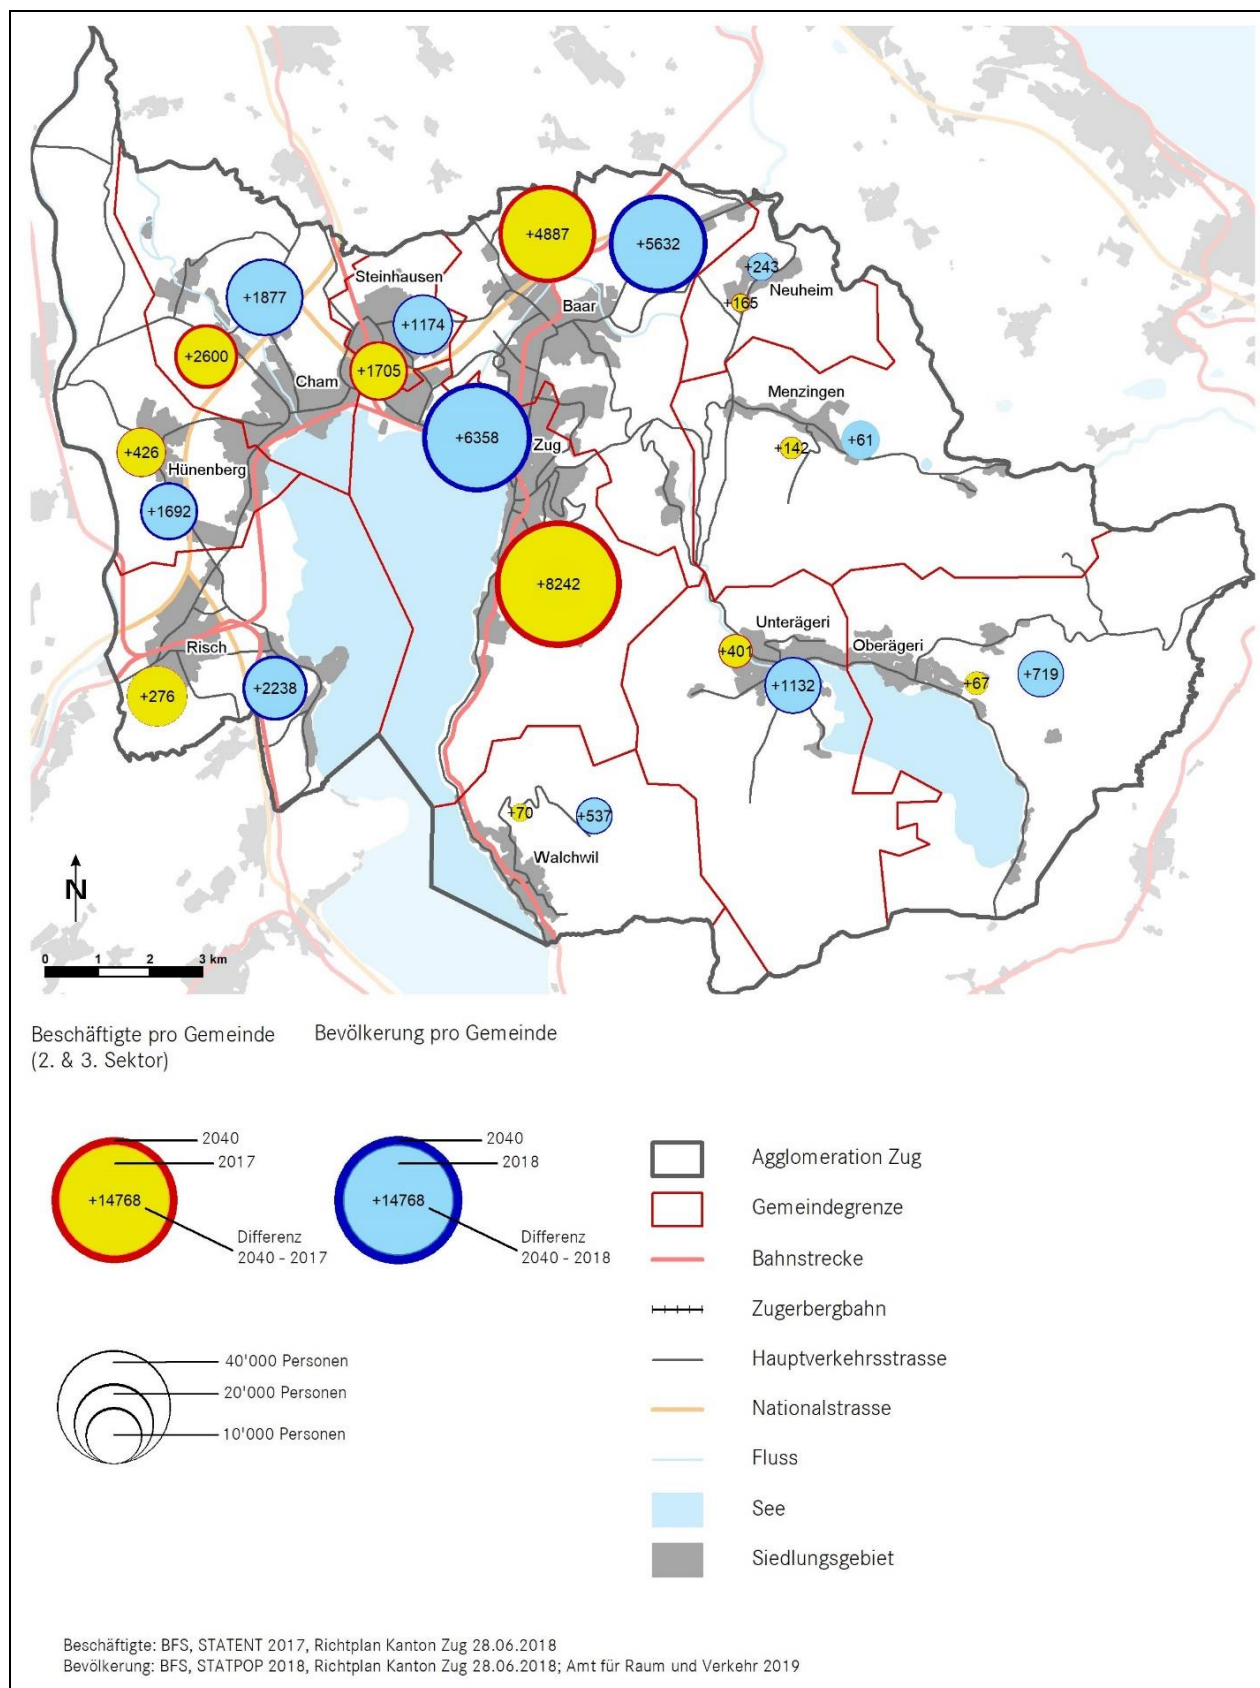 +4887
+5632
Steinhausen
+243
Neuheim
+1877
Baar
+165
+1174
+2600
+1705
Cham
Menzingen
+6358
Zug
+61
+142
+426
Hünenberg
+1692
+8242
Unterägeri
Oberägeri
+401
Risch
+719
+67
+1132
+276
+2238
+70
+537
Walchwil
N
0 1 2 3 km
Beschäftigte pro Gemeinde
(2. & 3. Sektor)
Bevölkerung pro Gemeinde
2040
2017
+14768
Differenz
2040 - 2017
2040
2018
+14768
Differenz
2040 - 2018
40'000 Personen
20'000 Personen
10'000 Personen
Agglomeration Zug
Gemeindegrenze
Bahnstrecke
Zugerbergbahn
Hauptverkehrsstrasse
Nationalstrasse
Fluss
See
Siedlungsgebiet
Beschäftigte: BFS, STATENT 2017, Richtplan Kanton Zug 28.06.2018
Bevölkerung: BFS, STATPOP 2018, Richtplan Kanton Zug 28.06.2018; Amt für Raum und Verkehr 2019